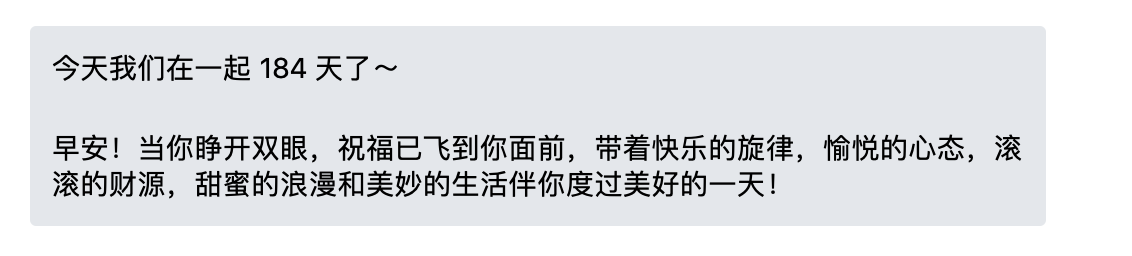 今天我们在一起 184 天了～
早安！当你睁开双眼，祝福已飞到你面前，带着快乐的旋律，愉悦的心态，滚
滚的财源，甜蜜的浪漫和美妙的生活伴你度过美好的一天！